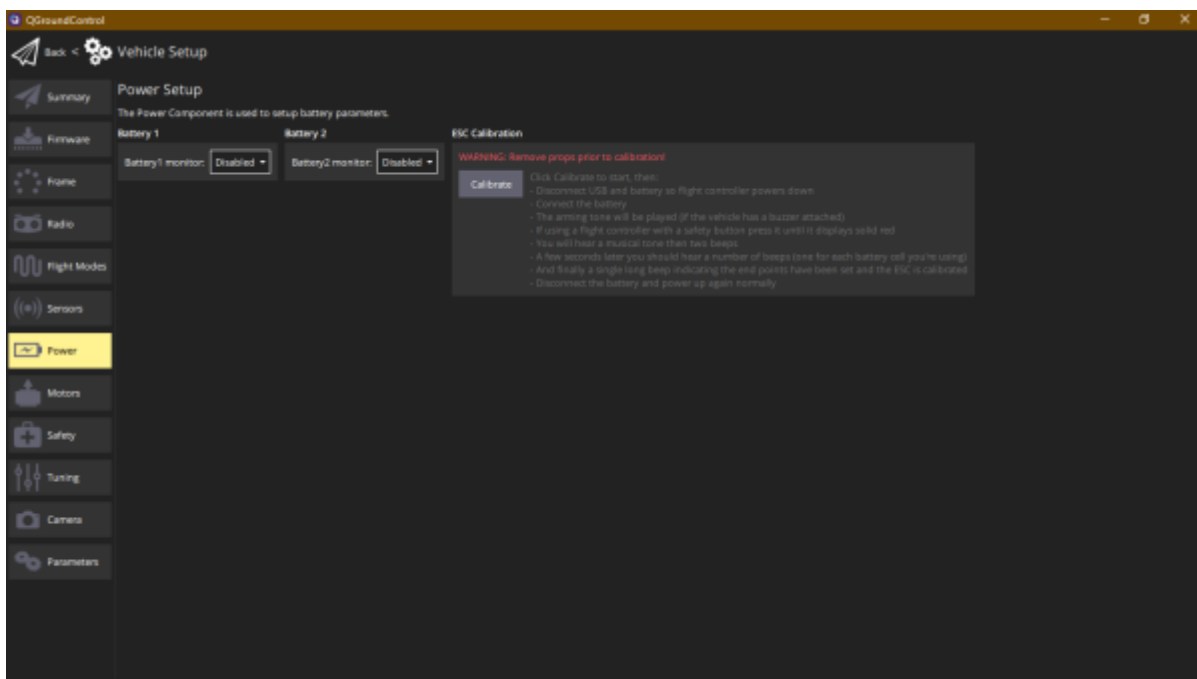 QGroundControl
Back < Vehicle Setup
Summary
Firmware
Frame
Radio
Flight Modes
Sensors
Power
Motors
Safety
Tuning
Camera
Parameters
Power Setup
The Power Component is used to setup battery parameters.
Battery 1
Battery1 monitor: Disabled
Battery 2
Battery2 monitor: Disabled
ESC Calibration
WARNING: Remove props prior to calibration!
Calibrate
Click Calibrate to start, then:
- Disconnect USB and battery so flight controller powers down
- Connect the battery
- The arming tone will be played (if the vehicle has a buzzer attached)
- If using a flight controller with a safety button press it until it displays solid red
- You will hear a musical tone then two beeps
- A few seconds later you should hear a number of beeps (one for each battery cell you're using)
- And finally a single long beep indicating the end points have been set and the ESC is calibrated
- Disconnect the battery and power up again normally